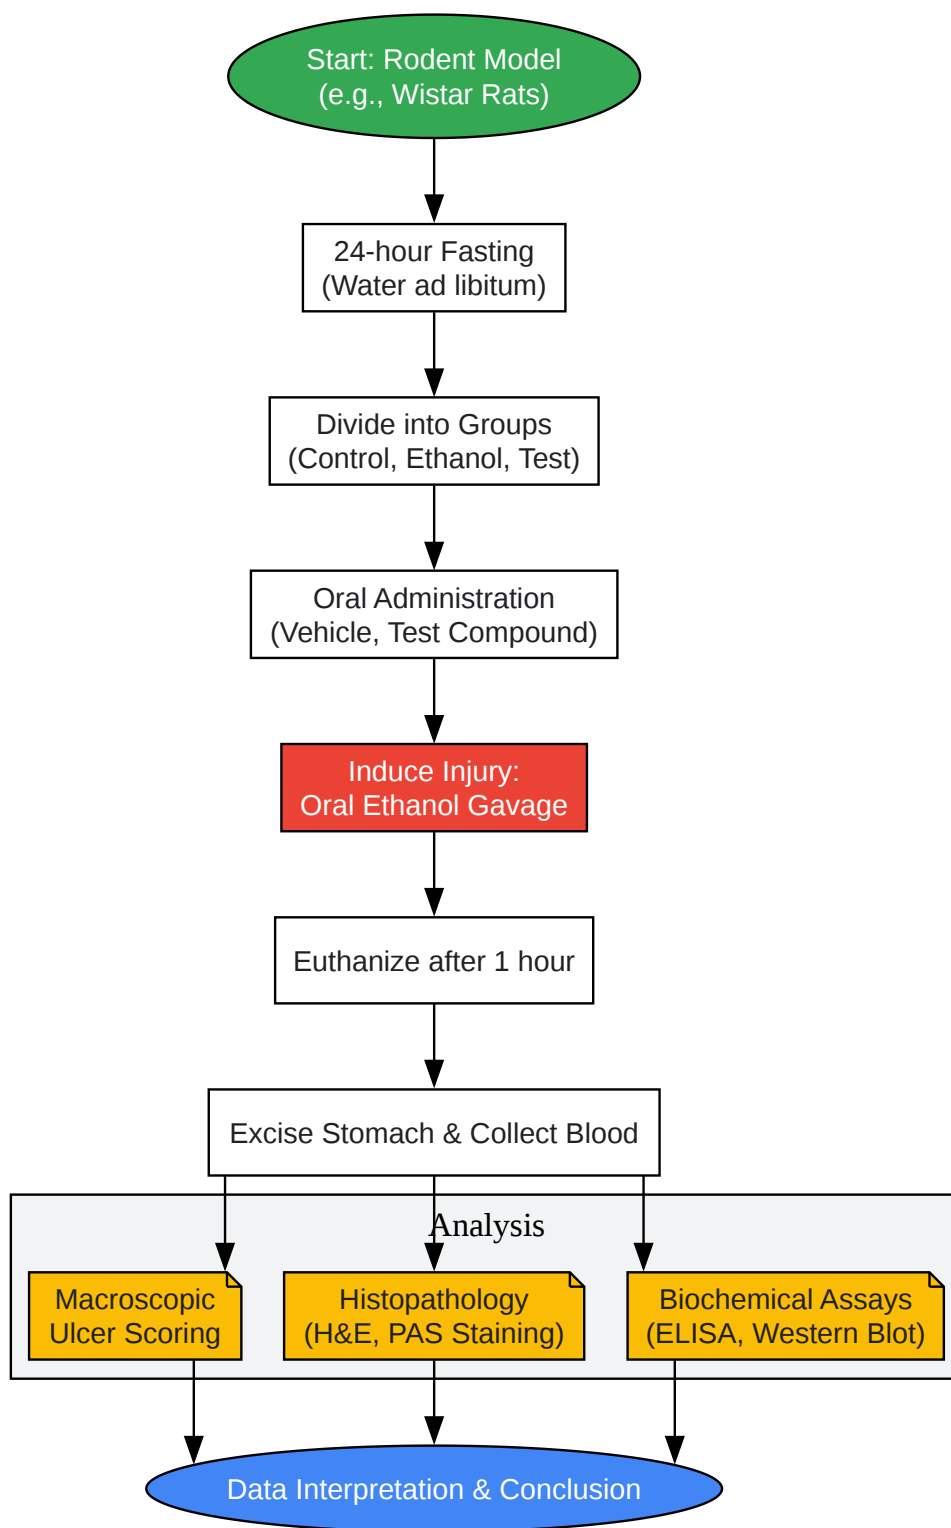 Start: Rodent Model
(e.g., Wistar Rats)
24-hour Fasting
(Water ad libitum)
Divide into Groups
(Control, Ethanol, Test)
Oral Administration
(Vehicle, Test Compound)
Induce Injury:
Oral Ethanol Gavage
Euthanize after 1 hour
Excise Stomach & Collect Blood
Analysis
Macroscopic
Ulcer Scoring
Histopathology
(H&E, PAS Staining)
Biochemical Assays
(ELISA, Western Blot)
Data Interpretation & Conclusion